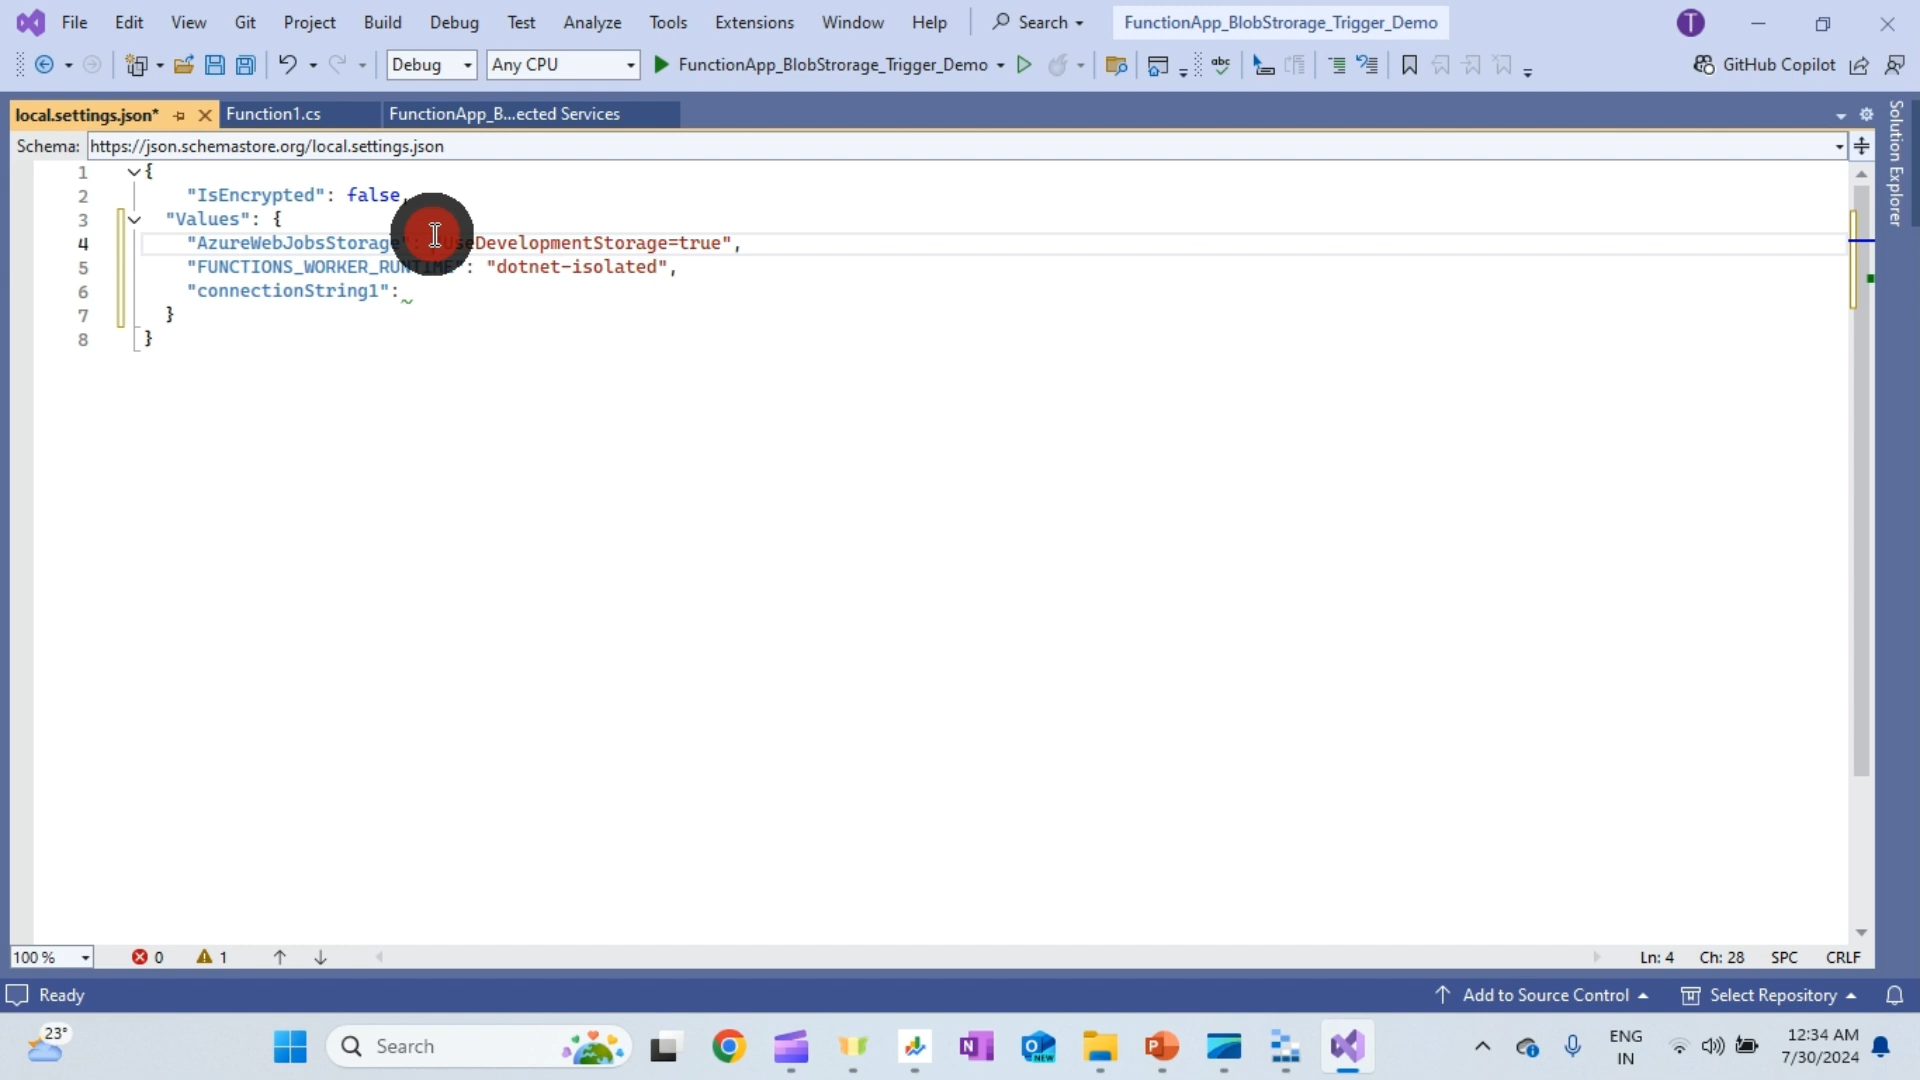 File Edit View Git Project Build Debug Test Analyze Tools Extensions Window Help Search FunctionApp_BlobStrorage_Trigger_Demo T
Debug Any CPU FunctionApp_BlobStrorage_Trigger_Demo abc GitHub Copilot
local.settings.json* Function1.cs FunctionApp_B...ected Services
Schema: https://json.schemastore.org/local.settings.json
Solution Explorer
1 {
2 "IsEncrypted": false,
3 "Values": {
4 "AzureWebJobsStorage": "UseDevelopmentStorage=true",
5 "FUNCTIONS_WORKER_RUNTIME": "dotnet-isolated",
6 "connectionString1":
7 }
8 }
100 % 0 1 Ln: 4 Ch: 28 SPC CRLF
Ready Add to Source Control Select Repository
23° Search N NEW P ENG 12:34 AM
IN 7/30/2024